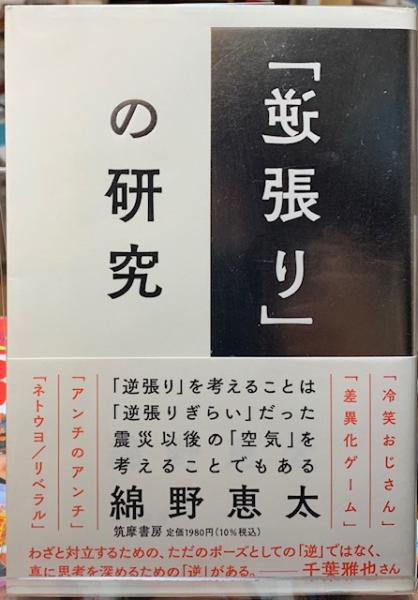 「逆張り」
の研究
「冷笑おじさん」
「差異化ゲーム」
「逆張り」を考えることは
「逆張りぎらい」だった
震災以後の「空気」を
考えることでもある
綿野恵太
筑摩書房 定価1980円(10%税込)
「アンチのアンチ」
「ネトウヨ/リベラル」
わざと対立するための、ただのポーズとしての「逆」ではなく、
真に思考を深めるための「逆」がある。——千葉雅也さん